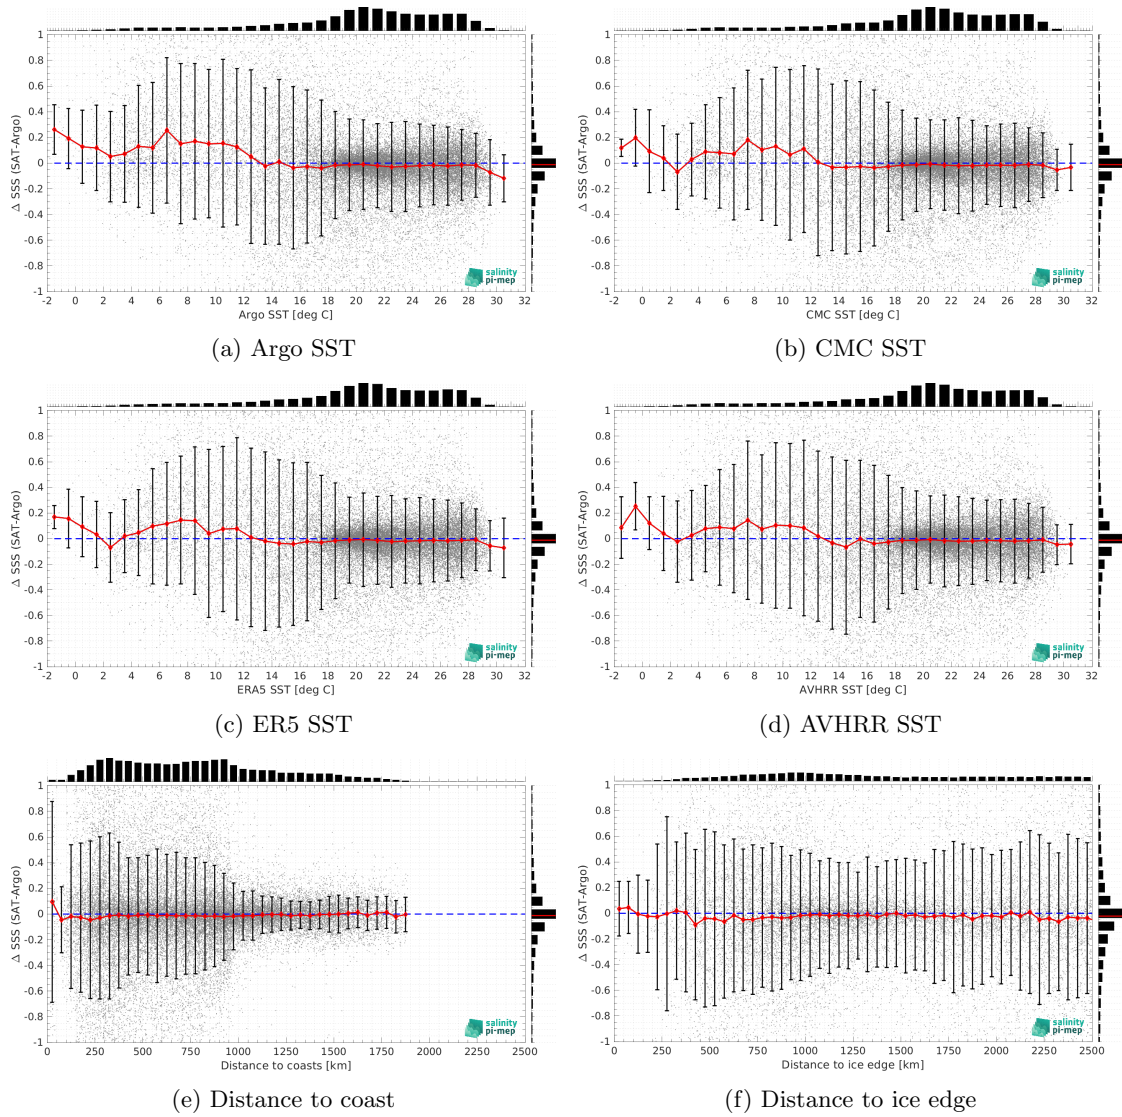 1
0.8
0.6
0.4
0.2
0
-0.2
-0.4
-0.6
-0.8
-1
Δ SSS (SAT-Argo)
salinity
pi-mep
-2 0 2 4 6 8 10 12 14 16 18 20 22 24 26 28 30 32
Argo SST [deg C]
(a) Argo SST
1
0.8
0.6
0.4
0.2
0
-0.2
-0.4
-0.6
-0.8
-1
Δ SSS (SAT-Argo)
salinity
pi-mep
-2 0 2 4 6 8 10 12 14 16 18 20 22 24 26 28 30 32
CMC SST [deg C]
(b) CMC SST
1
0.8
0.6
0.4
0.2
0
-0.2
-0.4
-0.6
-0.8
-1
Δ SSS (SAT-Argo)
salinity
pi-mep
-2 0 2 4 6 8 10 12 14 16 18 20 22 24 26 28 30 32
ERA5 SST [deg C]
(c) ER5 SST
1
0.8
0.6
0.4
0.2
0
-0.2
-0.4
-0.6
-0.8
-1
Δ SSS (SAT-Argo)
salinity
pi-mep
-2 0 2 4 6 8 10 12 14 16 18 20 22 24 26 28 30 32
AVHRR SST [deg C]
(d) AVHRR SST
1
0.8
0.6
0.4
0.2
0
-0.2
-0.4
-0.6
-0.8
-1
Δ SSS (SAT-Argo)
salinity
pi-mep
0 250 500 750 1000 1250 1500 1750 2000 2250 2500
Distance to coasts [km]
(e) Distance to coast
1
0.8
0.6
0.4
0.2
0
-0.2
-0.4
-0.6
-0.8
-1
Δ SSS (SAT-Argo)
salinity
pi-mep
0 250 500 750 1000 1250 1500 1750 2000 2250 2500
Distance to ice edge [km]
(f) Distance to ice edge